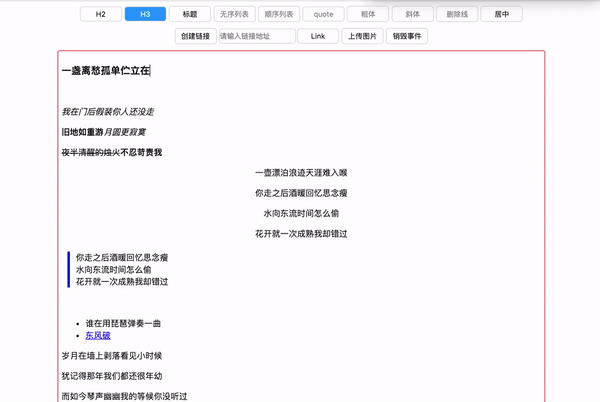 H2 H3 标题 无序列表 顺序列表 quote 粗体 斜体 删除线 居中
创建链接 请输入链接地址 Link 上传图片 销毁事件
一盏离愁孤单伫立在
我在门后假装你人还没走
旧地如重游月圆更寂寞
夜半清醒的烛火不忍苛责我
一壶漂泊浪迹天涯难入喉
你走之后酒暖回忆思念瘦
水向东流时间怎么偷
花开就一次成熟我却错过
你走之后酒暖回忆思念瘦
水向东流时间怎么偷
花开就一次成熟我却错过
谁在用琵琶弹奏一曲
东风破
岁月在墙上剥落看见小时候
犹记得那年我们都还很年幼
而如今琴声幽幽我的等候你没听过